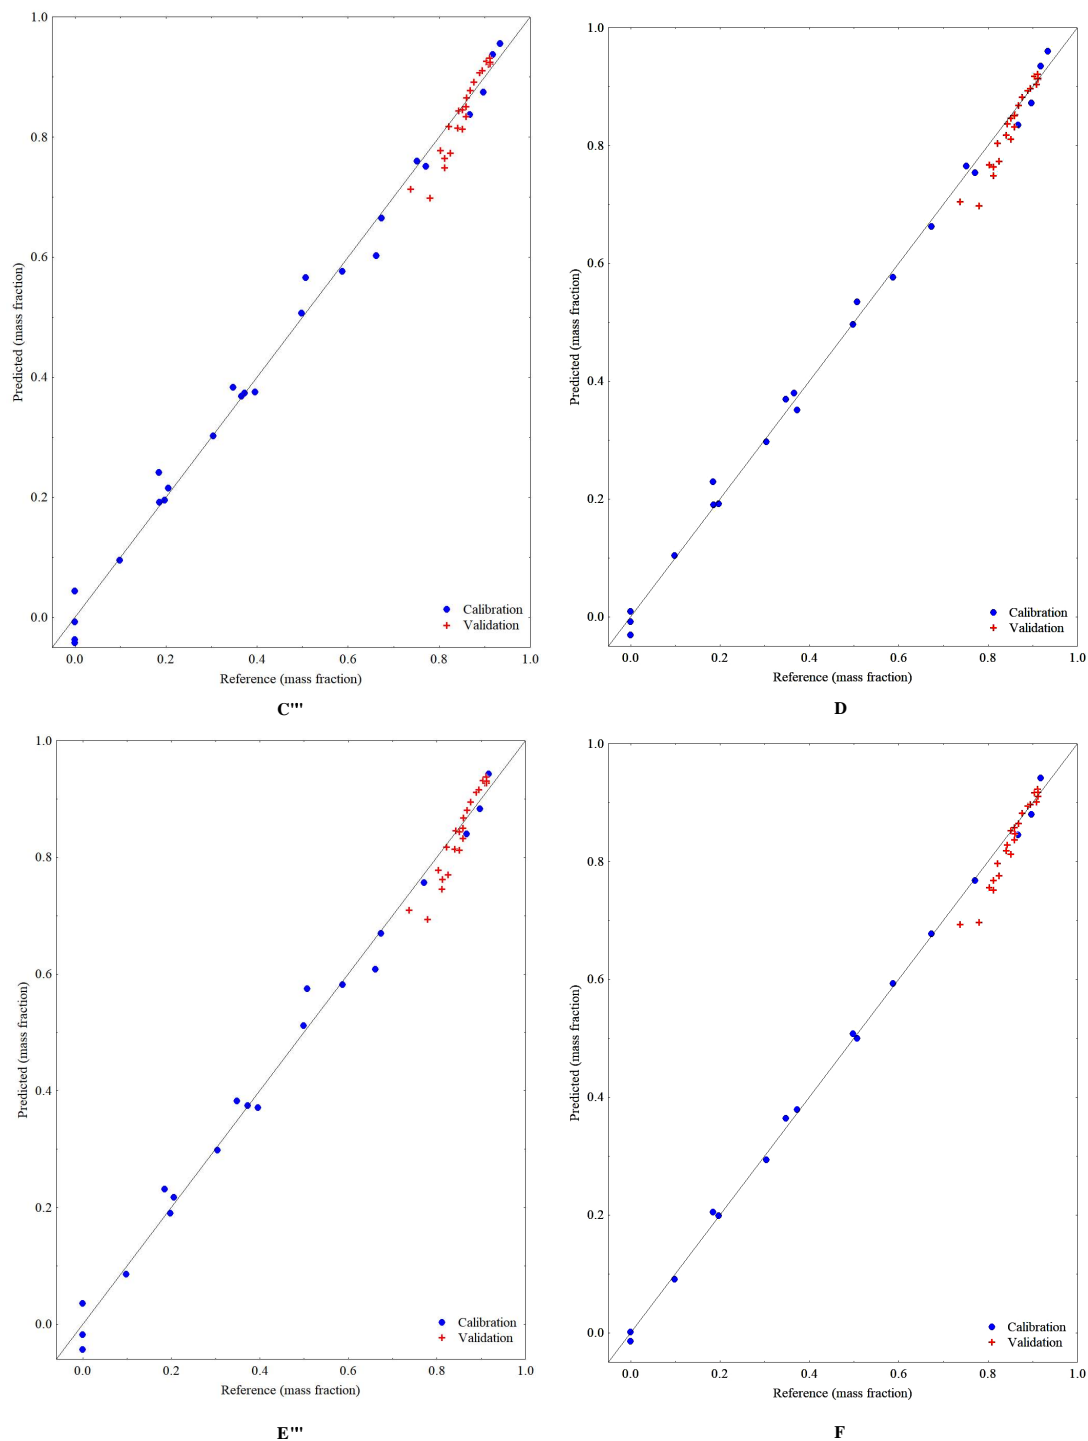 1.0
0.8
0.6
0.4
0.2
0.0
Predicted (mass fraction)
Calibration
Validation
0.0 0.2 0.4 0.6 0.8 1.0
Reference (mass fraction)
C'''
1.0
0.8
0.6
0.4
0.2
0.0
Predicted (mass fraction)
Calibration
Validation
0.0 0.2 0.4 0.6 0.8 1.0
Reference (mass fraction)
D
1.0
0.8
0.6
0.4
0.2
0.0
Predicted (mass fraction)
Calibration
Validation
0.0 0.2 0.4 0.6 0.8 1.0
Reference (mass fraction)
E'''
1.0
0.8
0.6
0.4
0.2
0.0
Predicted (mass fraction)
Calibration
Validation
0.0 0.2 0.4 0.6 0.8 1.0
Reference (mass fraction)
F